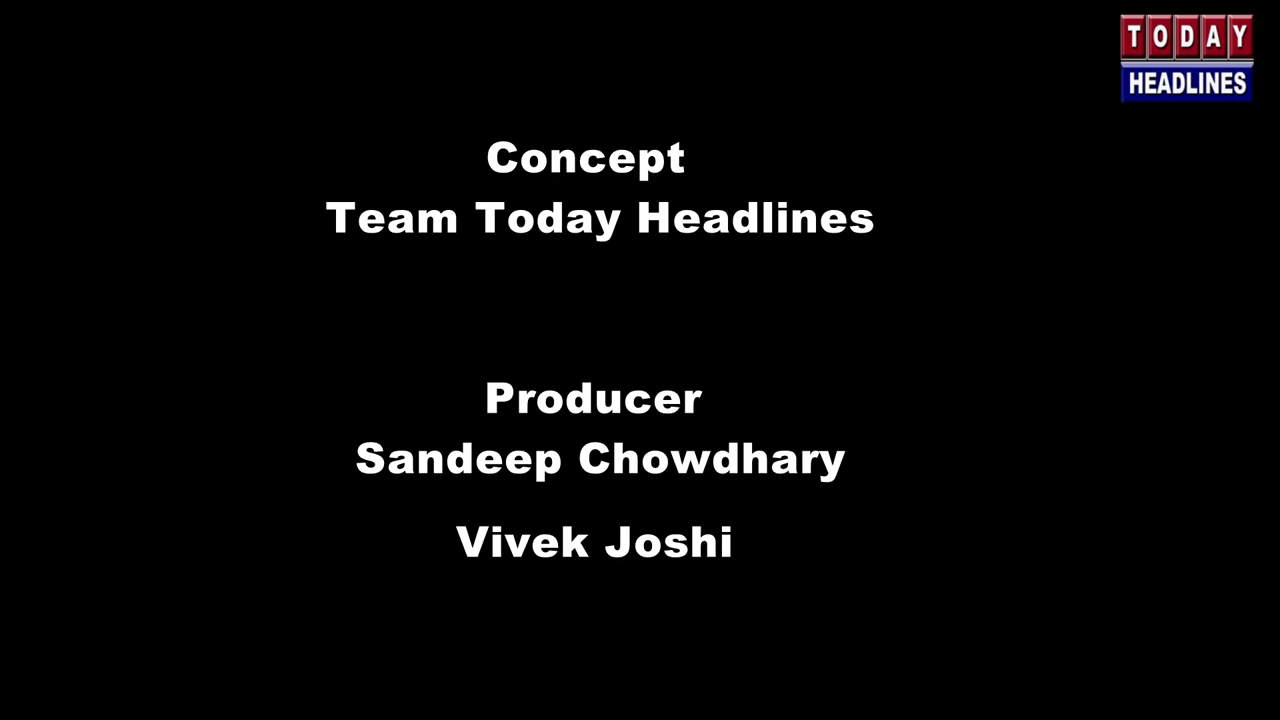 TODAY
HEADLINES
Concept
Team Today Headlines
Producer
Sandeep Chowdhary
Vivek Joshi